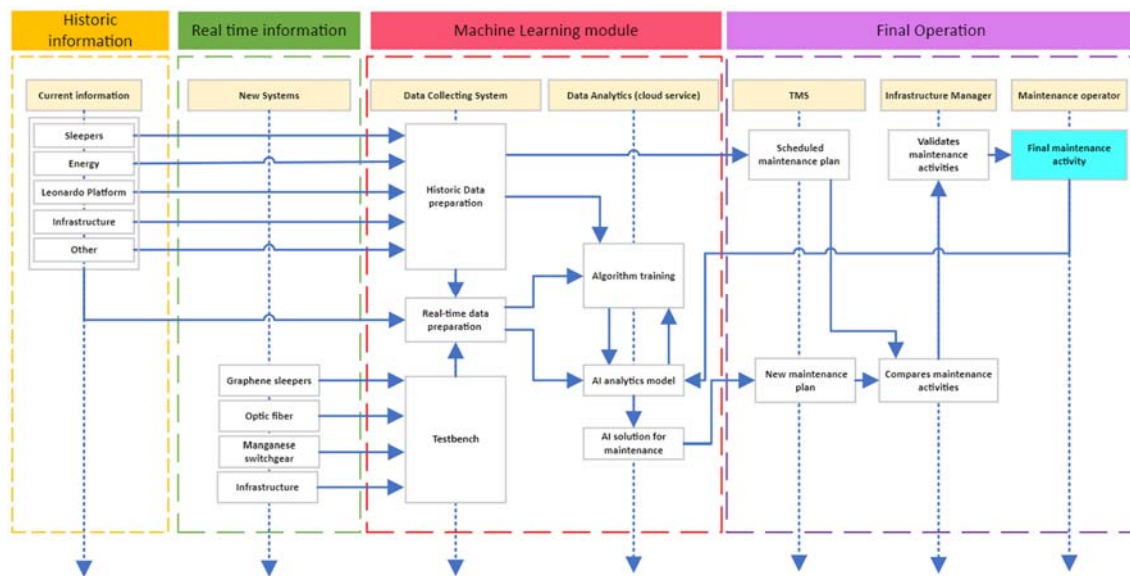 Historic
information
Real time information
Machine Learning module
Final Operation
Current information
New Systems
Data Collecting System
Data Analytics (cloud service)
TMS
Infrastructure Manager
Maintenance operator
Sleepers
Energy
Leonardo Platform
Infrastructure
Other
Historic Data
preparation
Scheduled
maintenance plan
Validates
maintenance
activities
Final maintenance
activity
Algorithm training
Real-time data
preparation
Graphene sleepers
Optic fiber
Manganese
switchgear
Infrastructure
Testbench
AI analytics model
AI solution for
maintenance
New maintenance
plan
Compares maintenance
activities